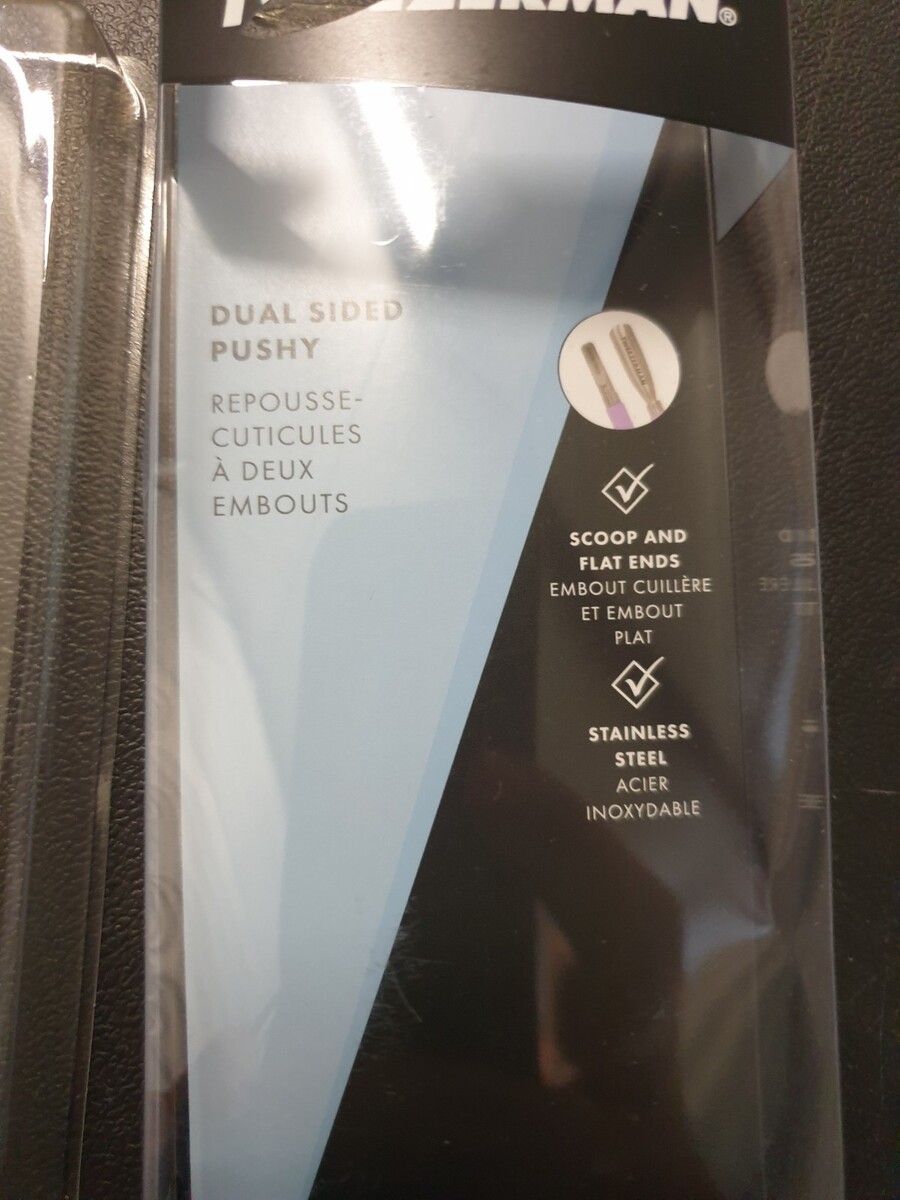 TWEEZERMAN®
DUAL SIDED
PUSHY
REPOUSSE-
CUTICULES
À DEUX
EMBOUTS
SCOOP AND
FLAT ENDS
EMBOUT CUILLÈRE
ET EMBOUT
PLAT
STAINLESS
STEEL
ACIER
INOXYDABLE